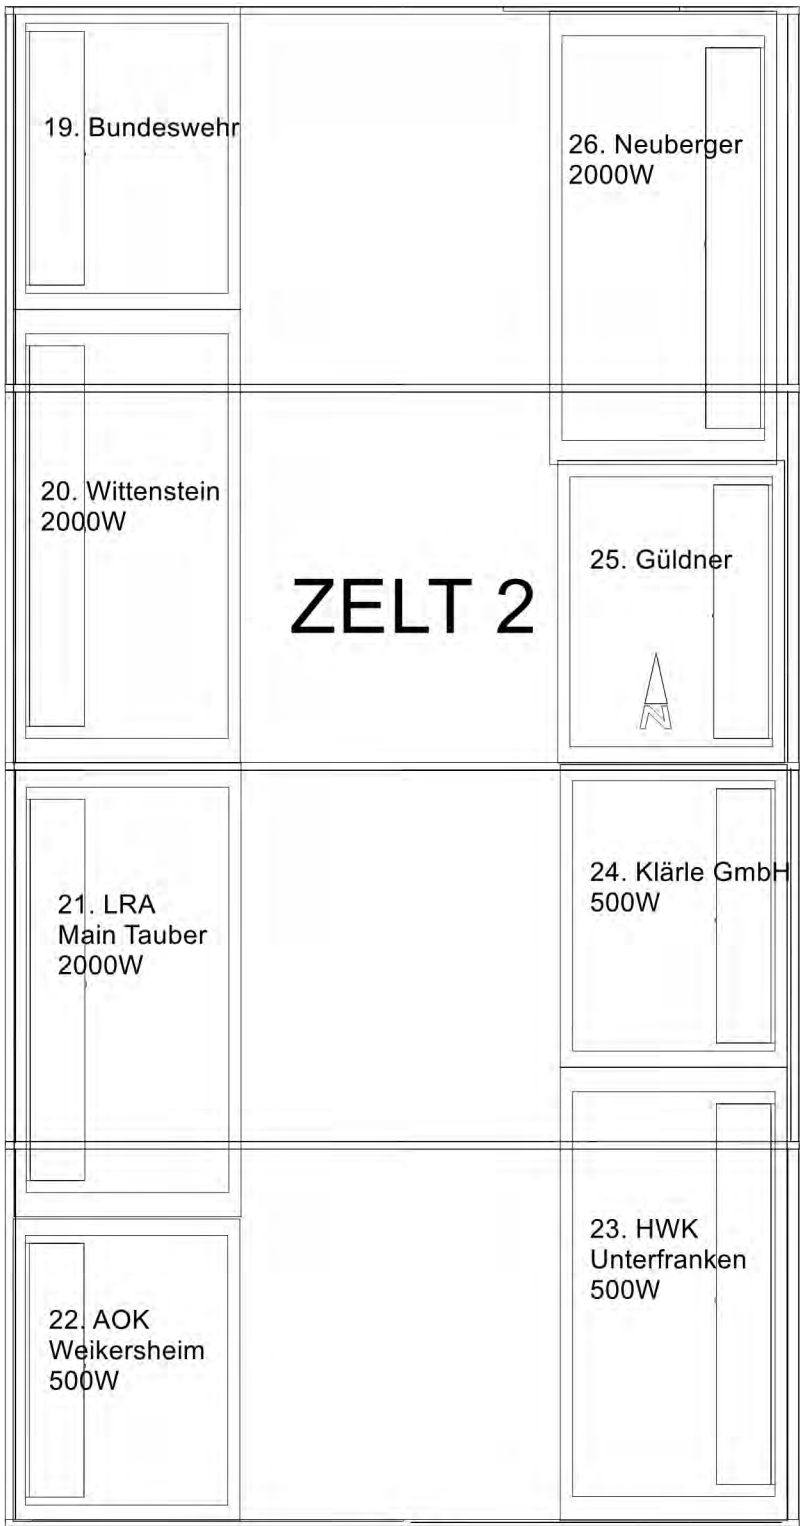 19. Bundeswehr
26. Neuberger
2000W
20. Wittenstein
2000W
ZELT 2
25. Güldner
N
21. LRA
Main Tauber
2000W
24. Klärle GmbH
500W
22. AOK
Weikersheim
500W
23. HWK
Unterfranken
500W